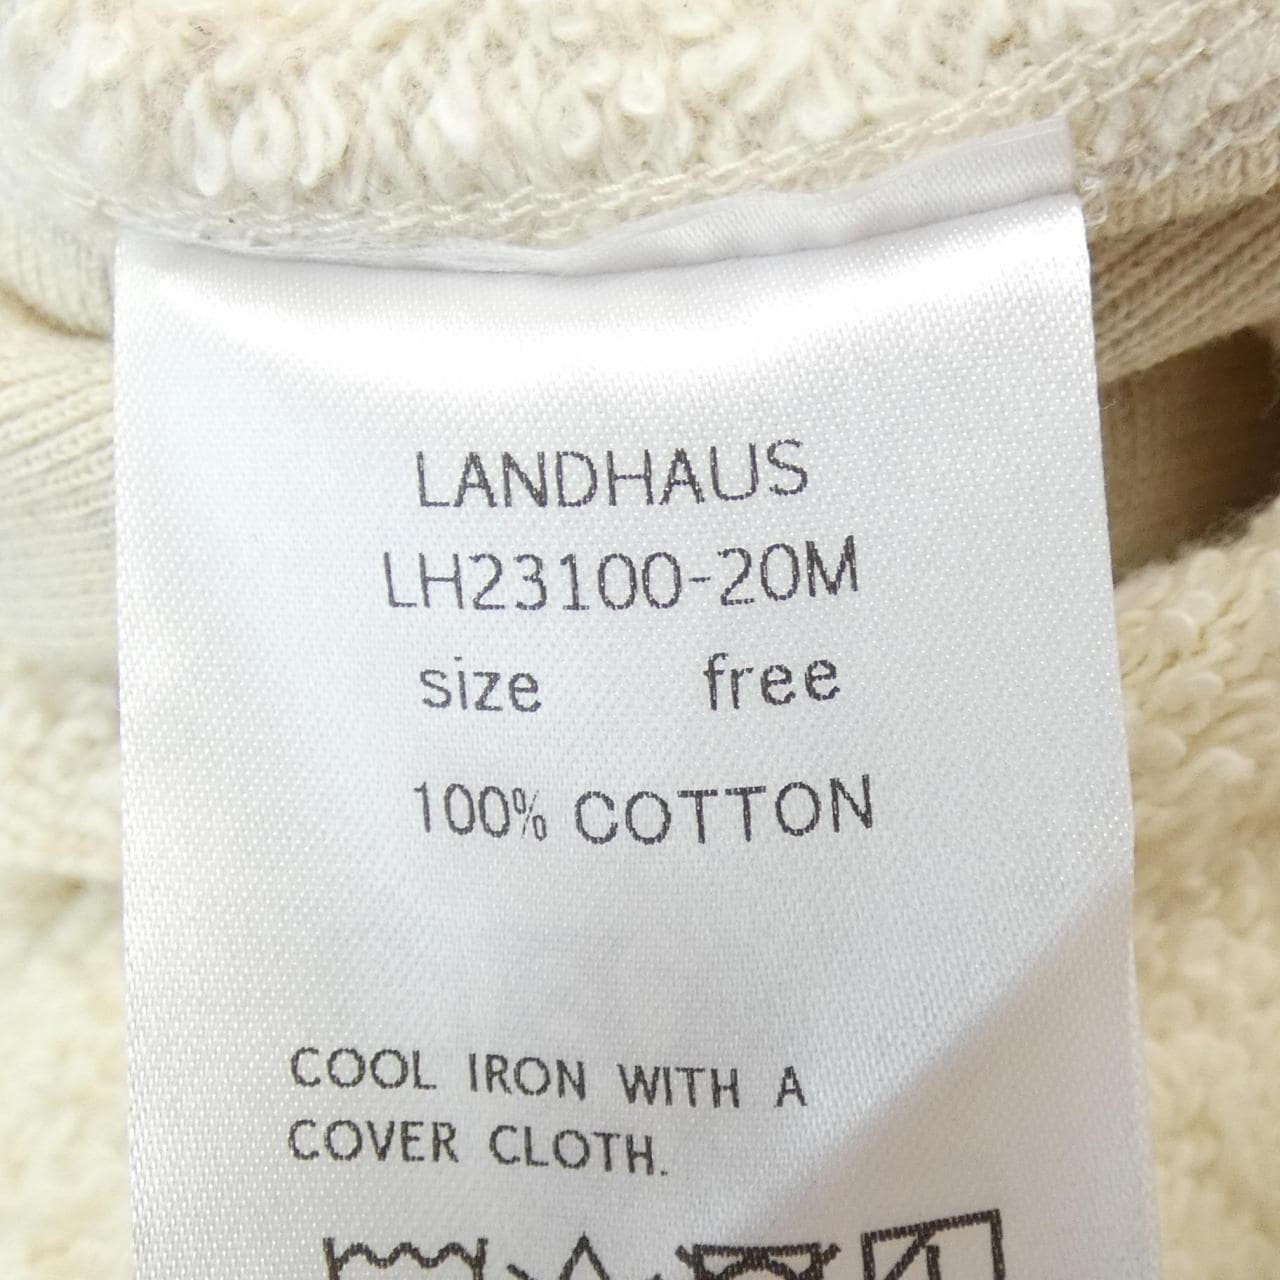 LANDHAUS
LH23100-20M
size free
100% COTTON
COOL IRON WITH A
COVER CLOTH.